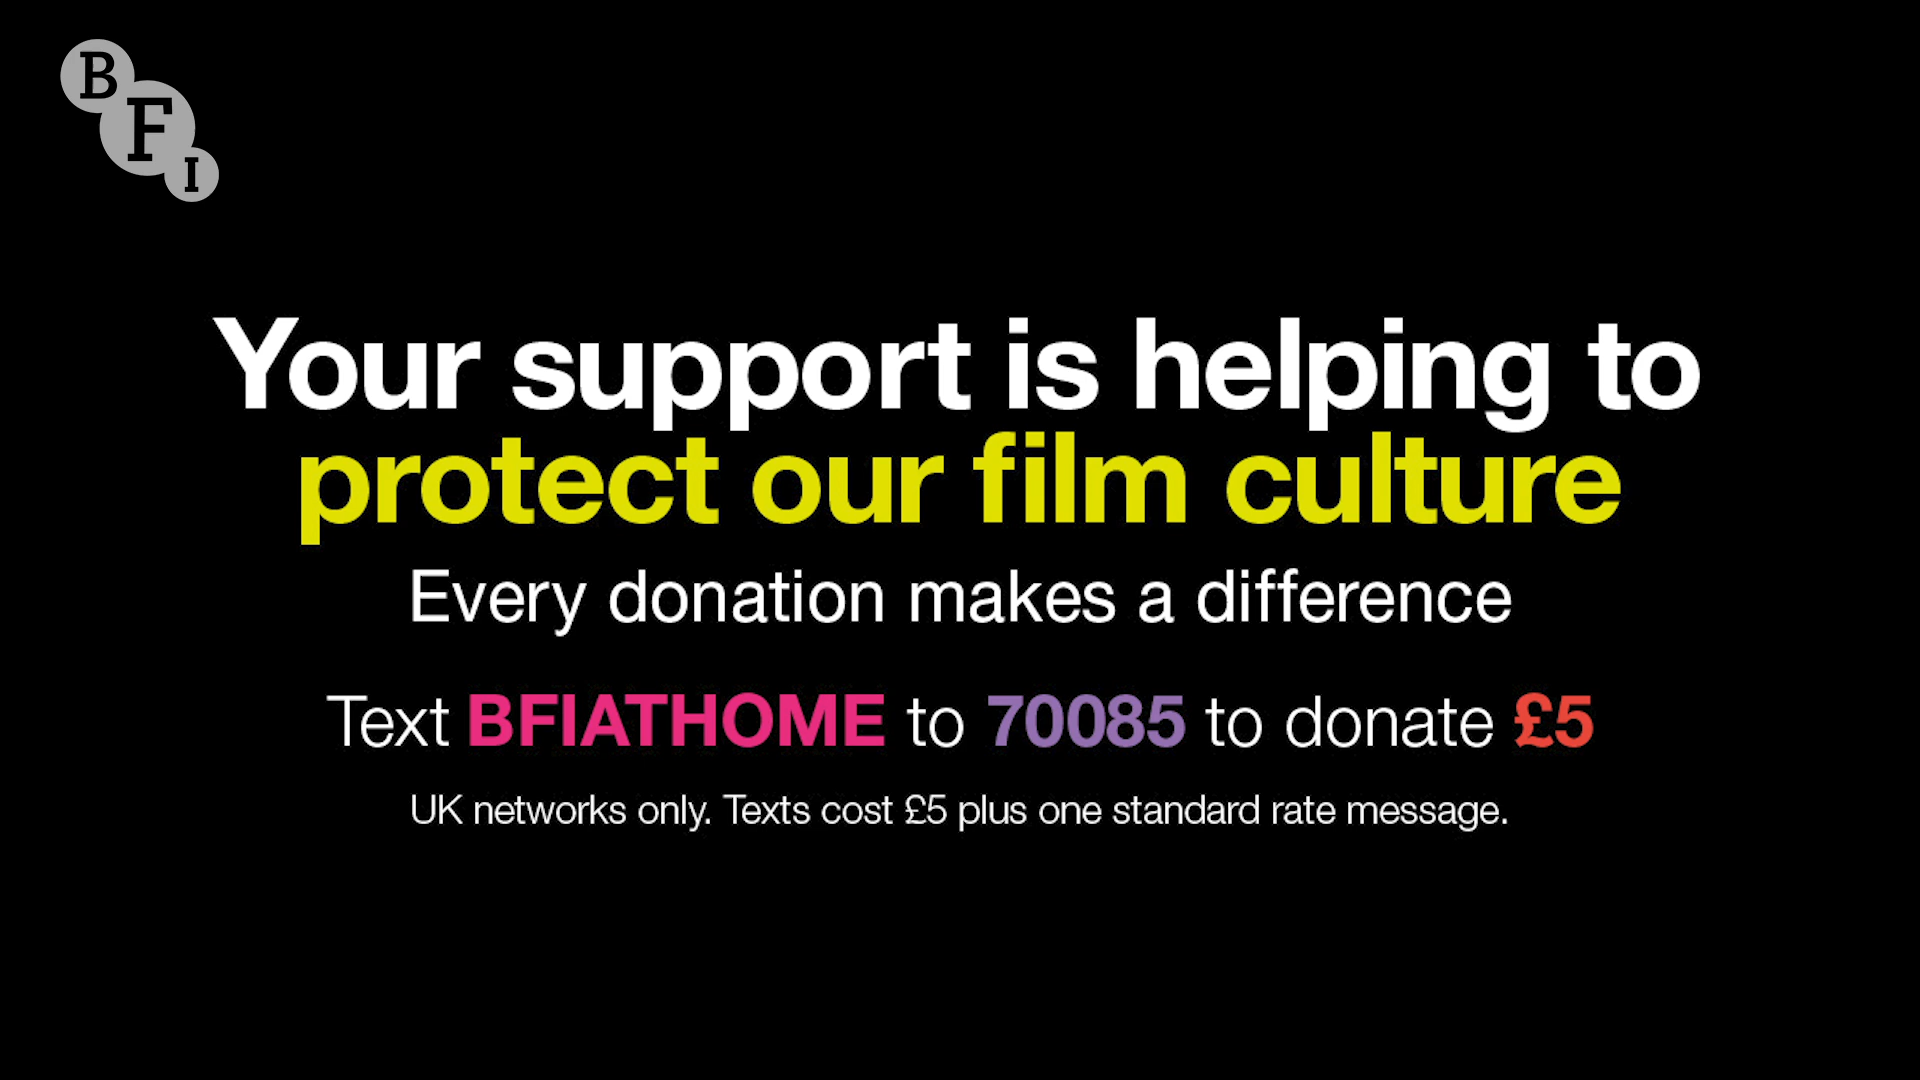 BFI
Your support is helping to
protect our film culture
Every donation makes a difference
Text BFIATHOME to 70085 to donate £5
UK networks only. Texts cost £5 plus one standard rate message.